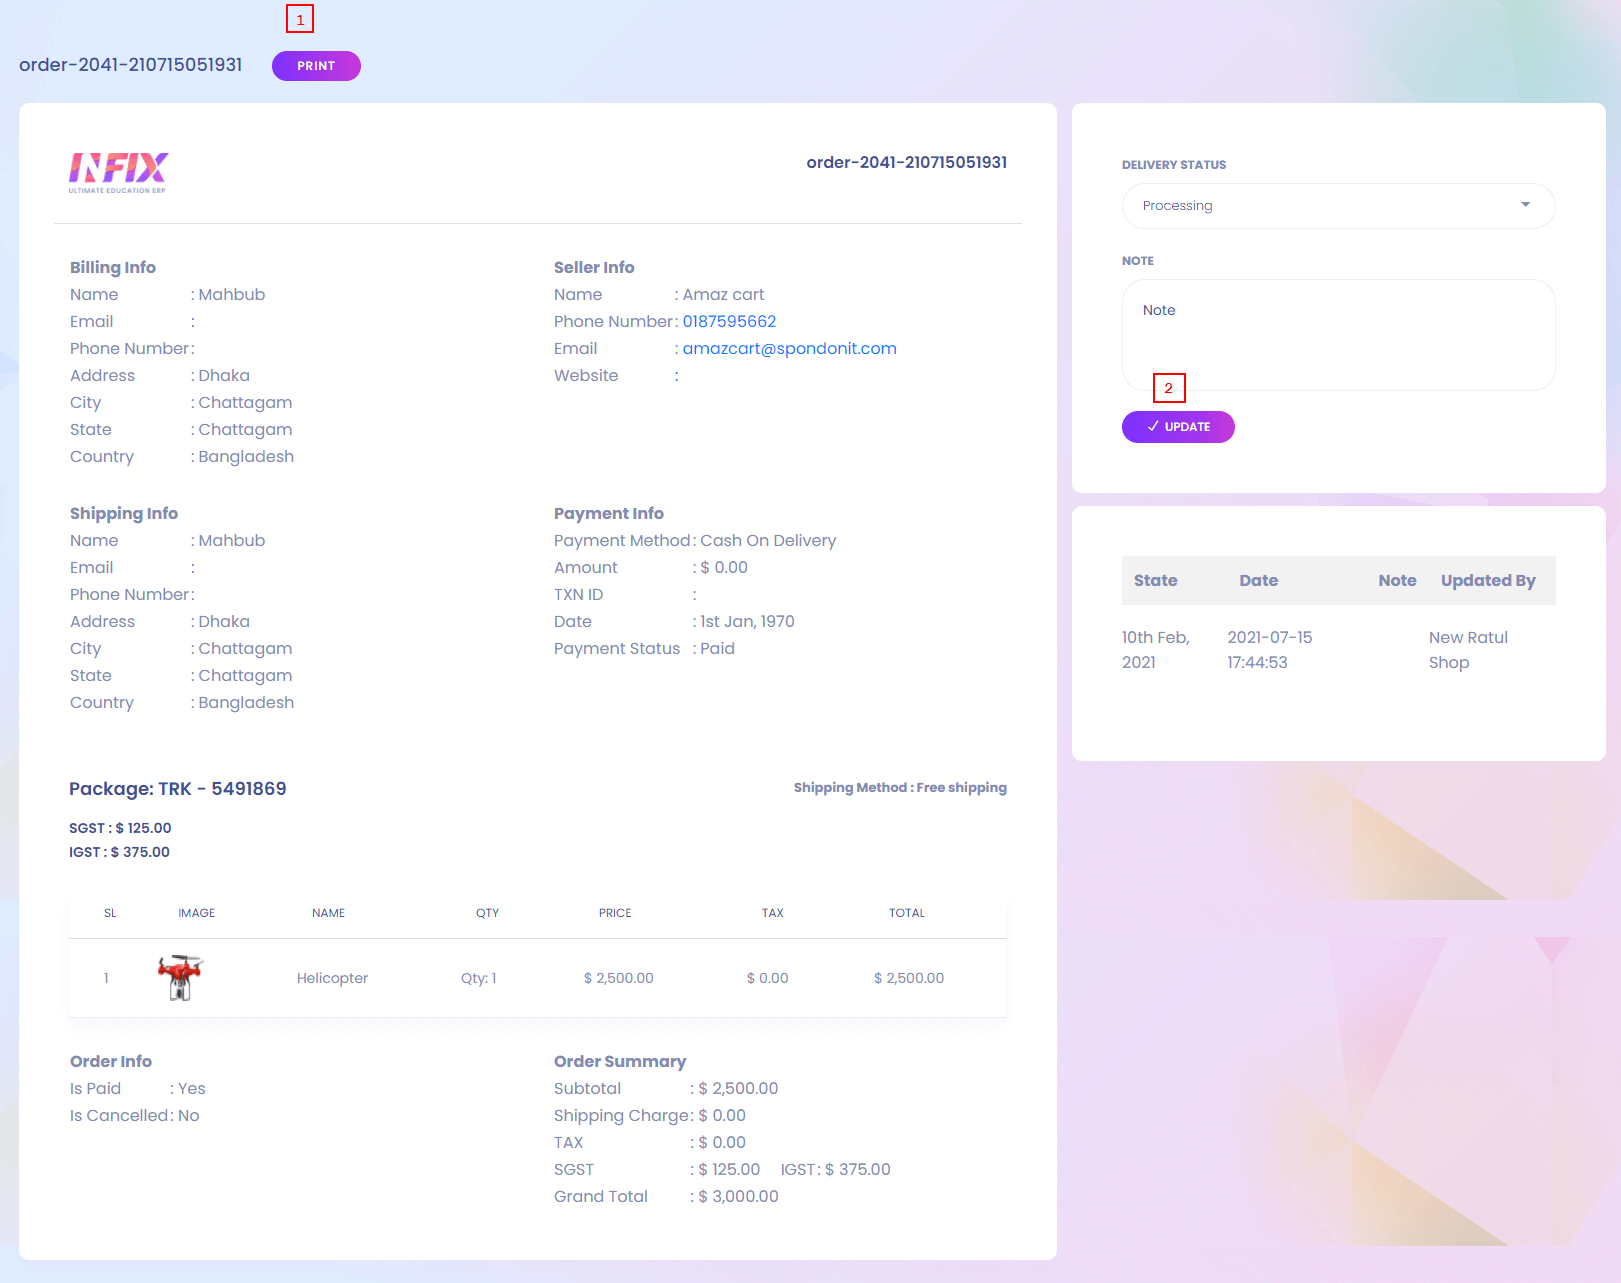 1
order-2041-210715051931 PRINT
INFIX
ULTIMATE EDUCATION ERP
order-2041-210715051931
Billing Info
Name : Mahbub
Email :
Phone Number :
Address : Dhaka
City : Chattagam
State : Chattagam
Country : Bangladesh
Seller Info
Name : Amaz cart
Phone Number : 0187595662
Email : amazcart@spondonit.com
Website :
Shipping Info
Name : Mahbub
Email :
Phone Number :
Address : Dhaka
City : Chattagam
State : Chattagam
Country : Bangladesh
Payment Info
Payment Method : Cash On Delivery
Amount : $ 0.00
TXN ID :
Date : 1st Jan, 1970
Payment Status : Paid
Package: TRK - 5491869
Shipping Method : Free shipping
SGST : $ 125.00
IGST : $ 375.00
SL IMAGE NAME QTY PRICE TAX TOTAL
1 Helicopter Qty: 1 $ 2,500.00 $ 0.00 $ 2,500.00
Order Info
Is Paid : Yes
Is Cancelled : No
Order Summary
Subtotal : $ 2,500.00
Shipping Charge : $ 0.00
TAX : $ 0.00
SGST : $ 125.00 IGST : $ 375.00
Grand Total : $ 3,000.00
DELIVERY STATUS
Processing
NOTE
Note
2
UPDATE
State Date Note Updated By
10th Feb, 2021-07-15 New Ratul
2021 17:44:53 Shop